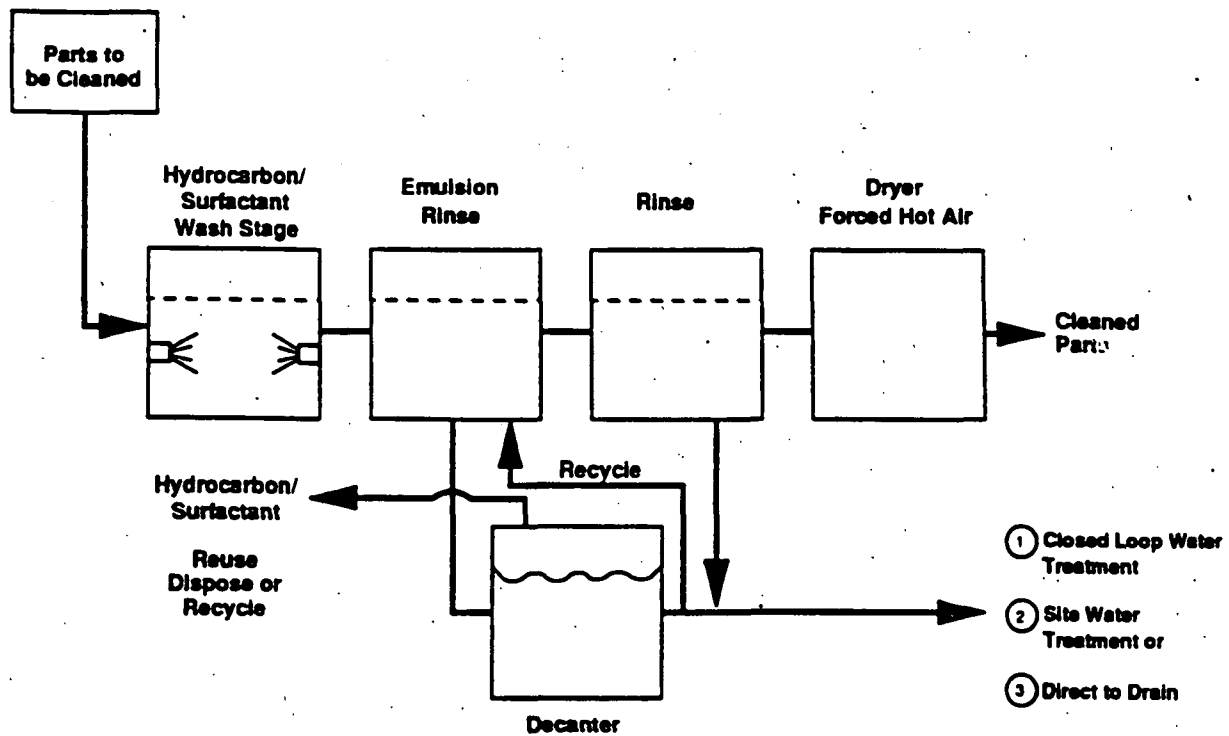 Parts to
be Cleaned
Hydrocarbon/
Surfactant
Wash Stage
Emulsion
Rinse
Rinse
Dryer
Forced Hot Air
Cleaned
Parts
Recycle
Hydrocarbon/
Surfactant
Reuse
Dispose or
Recycle
Decanter
1 Closed Loop Water
Treatment
2 Site Water
Treatment or
3 Direct to Drain